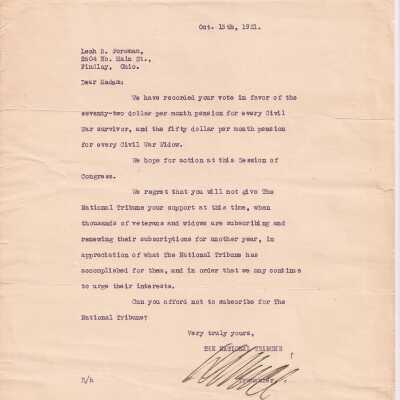 Oct. 15th, 1921.
Leoh D. Foreman,
2604 No. Main St.,
Findlay, Ohio.
Dear Madam:
We have recorded your vote in favor of the
seventy-two dollar per month pension for every Civil
War survivor, and the fifty dollar per month pension
for every Civil War Widow.
We hope for action at this Session of
Congress.
We regret that you will not give The
National Tribune your support at this time, when
thousands of veterans and widows are subscribing and
renewing their subscriptions for another year, in
appreciation of what The National Tribune has
accomplished for them, and in order that we may continue
to urge their interests.
Can you afford not to subscribe for The
National Tribune?
Very truly yours,
THE NATIONAL TRIBUNE
Treasurer.